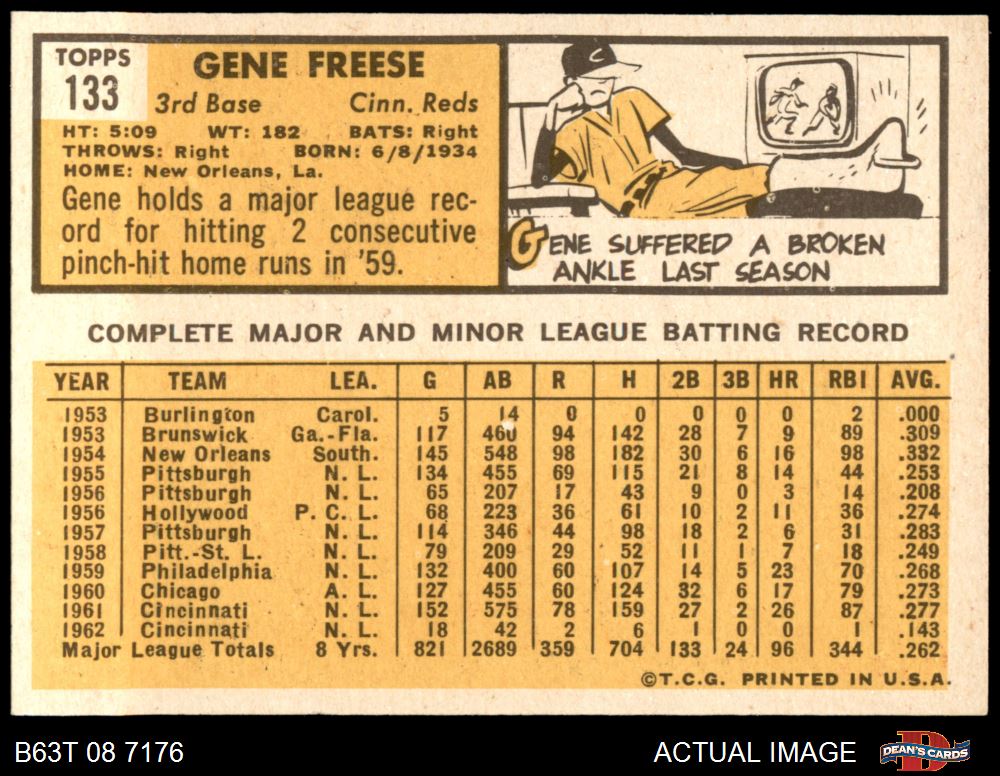 TOPPS
133
GENE FREESE
3rd Base Cinn. Reds
HT: 5:09 WT: 182 BATS: Right
THROWS: Right BORN: 6/8/1934
HOME: New Orleans, La.
Gene holds a major league rec-
ord for hitting 2 consecutive
pinch-hit home runs in '59.
C
GENE SUFFERED A BROKEN
ANKLE LAST SEASON
COMPLETE MAJOR AND MINOR LEAGUE BATTING RECORD
YEAR TEAM LEA. G AB R H 2B 3B HR RBI AVG.
1953 Burlington Carol. 5 14 0 0 0 0 0 2 .000
1953 Brunswick Ga.-Fla. 117 460 94 142 28 7 9 89 .309
1954 New Orleans South. 145 548 98 182 30 6 16 98 .332
1955 Pittsburgh N. L. 134 455 69 115 21 8 14 44 .253
1956 Pittsburgh N. L. 65 207 17 43 9 0 3 14 .208
1956 Hollywood P. C. L. 68 223 36 61 10 2 11 36 .274
1957 Pittsburgh N. L. 114 346 44 98 18 2 6 31 .283
1958 Pitt.-St. L. N. L. 79 209 29 52 11 1 7 18 .249
1959 Philadelphia N. L. 132 400 60 107 14 5 23 70 .268
1960 Chicago A. L. 127 455 60 124 32 6 17 79 .273
1961 Cincinnati N. L. 152 575 78 159 27 2 26 87 .277
1962 Cincinnati N. L. 18 42 2 6 1 0 0 1 .143
Major League Totals 8 Yrs. 821 2689 359 704 133 24 96 344 .262
©T.C.G. PRINTED IN U.S.A.
B63T 08 7176 ACTUAL IMAGE D DEAN'S CARDS